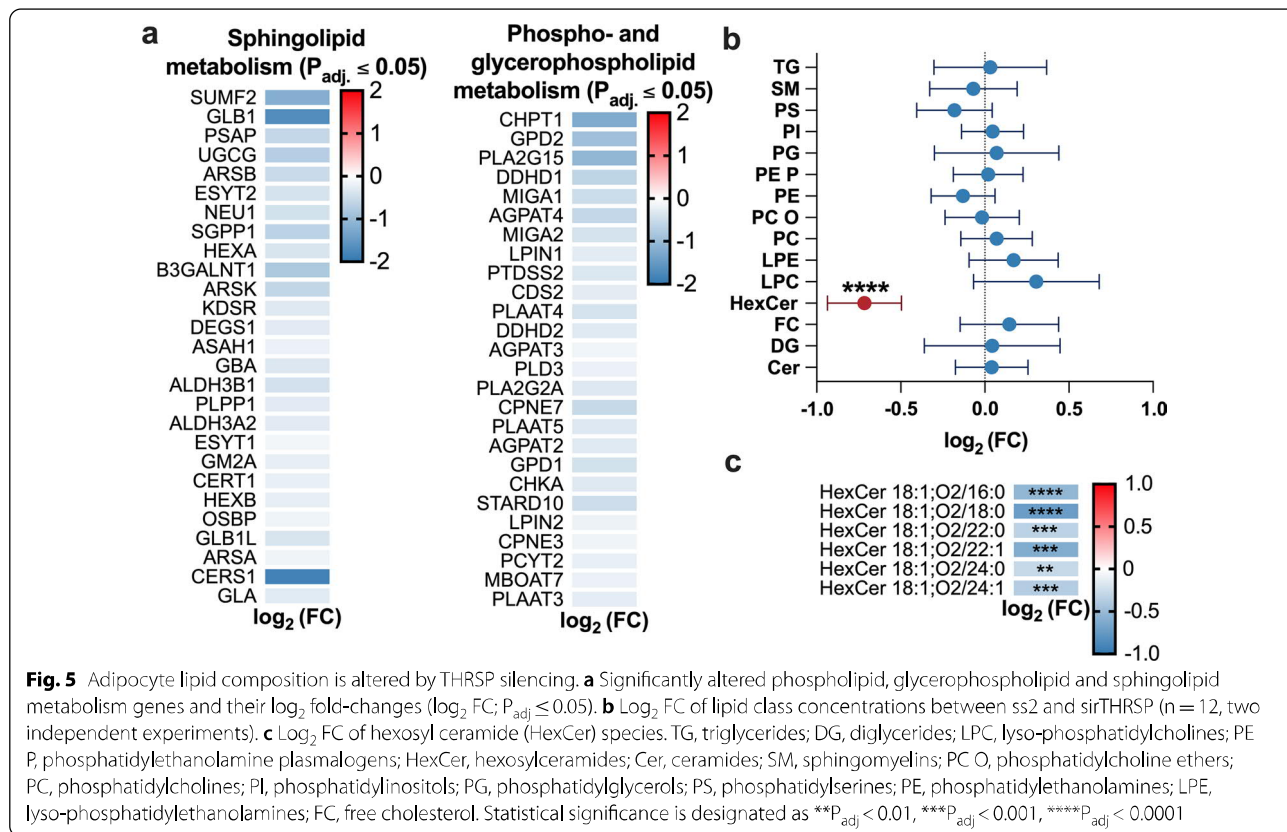 a
Sphingolipid
metabolism (P adj. ≤ 0.05)
SUMF2
GLB1
PSAP
UGCG
ARSB
ESYT2
NEU1
SGPP1
HEXA
B3GALNT1
ARSK
KDSR
DEGS1
ASAH1
GBA
ALDH3B1
PLPP1
ALDH3A2
ESYT1
GM2A
CERT1
HEXB
OSBP
GLB1L
ARSA
CERS1
GLA
log2 (FC)
2
1
0
-1
-2
Phospho- and
glycerophospholipid
metabolism (P adj. ≤ 0.05)
CHPT1
GPD2
PLA2G15
DDHD1
MIGA1
AGPAT4
MIGA2
LPIN1
PTDSS2
CDS2
PLAAT4
DDHD2
AGPAT3
PLD3
PLA2G2A
CPNE7
PLAAT5
AGPAT2
GPD1
CHKA
STARD10
LPIN2
CPNE3
PCYT2
MBOAT7
PLAAT3
log2 (FC)
2
1
0
-1
-2
b
TG
SM
PS
PI
PG
PE P
PE
PC O
PC
LPE
LPC
HexCer ****
FC
DG
Cer
-1.0 -0.5 0.0 0.5 1.0
log2 (FC)
c
HexCer 18:1;O2/16:0 ****
HexCer 18:1;O2/18:0 ****
HexCer 18:1;O2/22:0 ***
HexCer 18:1;O2/22:1 ***
HexCer 18:1;O2/24:0 **
HexCer 18:1;O2/24:1 ***
log2 (FC)
1.0
0.5
0
-0.5
-1.0
Fig. 5 Adipocyte lipid composition is altered by THRSP silencing. a Significantly altered phospholipid, glycerophospholipid and sphingolipid
metabolism genes and their log2 fold-changes (log2 FC; Padj ≤ 0.05). b Log2 FC of lipid class concentrations between ss2 and sirTHRSP (n = 12, two
independent experiments). c Log2 FC of hexosyl ceramide (HexCer) species. TG, triglycerides; DG, diglycerides; LPC, lyso-phosphatidylcholines; PE
P, phosphatidylethanolamine plasmalogens; HexCer, hexosylceramides; Cer, ceramides; SM, sphingomyelins; PC O, phosphatidylcholine ethers;
PC, phosphatidylcholines; PI, phosphatidylinositols; PG, phosphatidylglycerols; PS, phosphatidylserines; PE, phosphatidylethanolamines; LPE,
lyso-phosphatidylethanolamines; FC, free cholesterol. Statistical significance is designated as **Padj < 0.01, ***Padj < 0.001, ****Padj < 0.0001